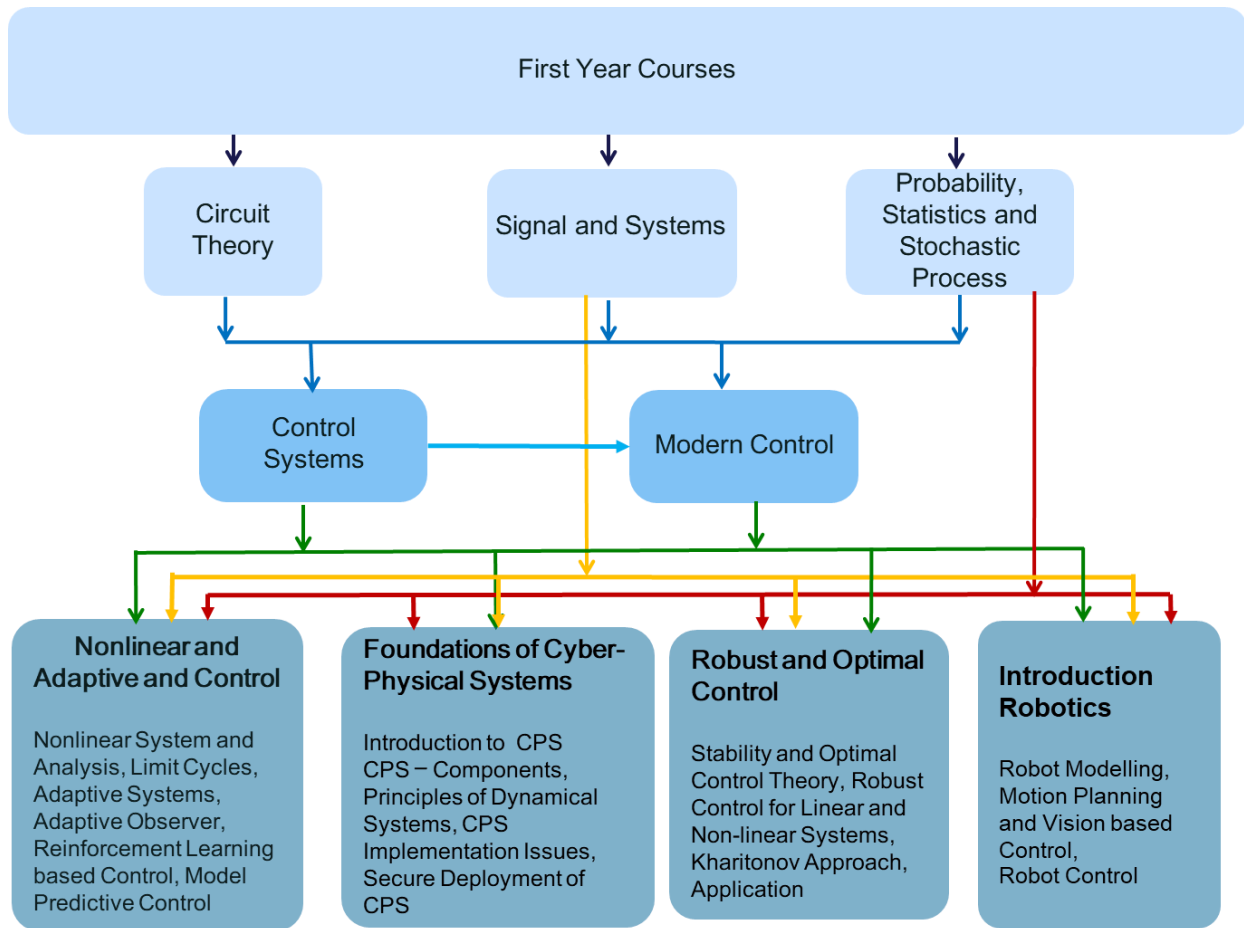 First Year Courses
Circuit
Theory
Signal and Systems
Probability,
Statistics and
Stochastic
Process
Control
Systems
Modern Control
Nonlinear and
Adaptive and Control
Nonlinear System and
Analysis, Limit Cycles,
Adaptive Systems,
Adaptive Observer,
Reinforcement Learning
based Control, Model
Predictive Control
Foundations of Cyber-
Physical Systems
Introduction to CPS
CPS – Components,
Principles of Dynamical
Systems, CPS
Implementation Issues,
Secure Deployment of
CPS
Robust and Optimal
Control
Stability and Optimal
Control Theory, Robust
Control for Linear and
Non-linear Systems,
Kharitonov Approach,
Application
Introduction
Robotics
Robot Modelling,
Motion Planning
and Vision based
Control,
Robot Control